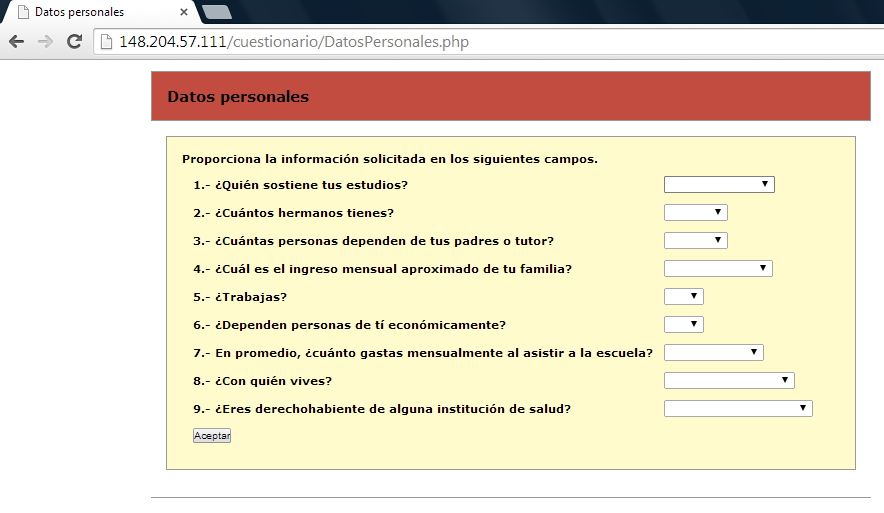 Datos personales
148.204.57.111/cuestionario/DatosPersonales.php
Datos personales
Proporciona la información solicitada en los siguientes campos.
1.- ¿Quién sostiene tus estudios?
2.- ¿Cuántos hermanos tienes?
3.- ¿Cuántas personas dependen de tus padres o tutor?
4.- ¿Cuál es el ingreso mensual aproximado de tu familia?
5.- ¿Trabajas?
6.- ¿Dependen personas de tí económicamente?
7.- En promedio, ¿cuánto gastas mensualmente al asistir a la escuela?
8.- ¿Con quién vives?
9.- ¿Eres derechohabiente de alguna institución de salud?
Aceptar